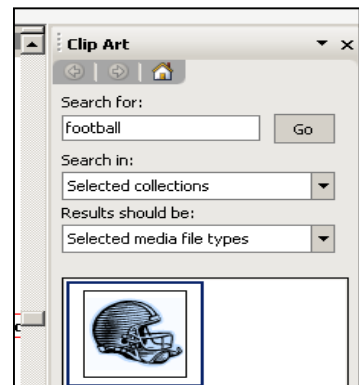 Clip Art
Search for:
football
Go
Search in:
Selected collections
Results should be:
Selected media file types